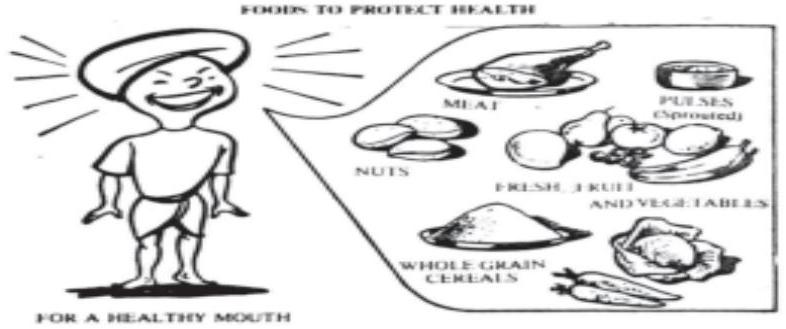 FOODS TO PROTECT HEALTH
MEAT
PULSES
(Sprouted)
NUTS
FRESH, FRUIT
AND VEGETABLES
WHOLE GRAIN
CEREALS
FOR A HEALTHY MOUTH